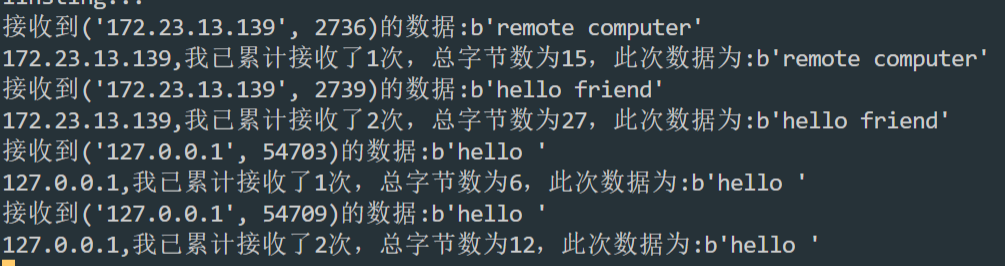 接收到('172.23.13.139', 2736)的数据:b'remote computer'
172.23.13.139,我已累计接收了1次，总字节数为15，此次数据为:b'remote computer'
接收到('172.23.13.139', 2739)的数据:b'hello friend'
172.23.13.139,我已累计接收了2次，总字节数为27，此次数据为:b'hello friend'
接收到('127.0.0.1', 54703)的数据:b'hello '
127.0.0.1,我已累计接收了1次，总字节数为6，此次数据为:b'hello '
接收到('127.0.0.1', 54709)的数据:b'hello '
127.0.0.1,我已累计接收了2次，总字节数为12，此次数据为:b'hello '